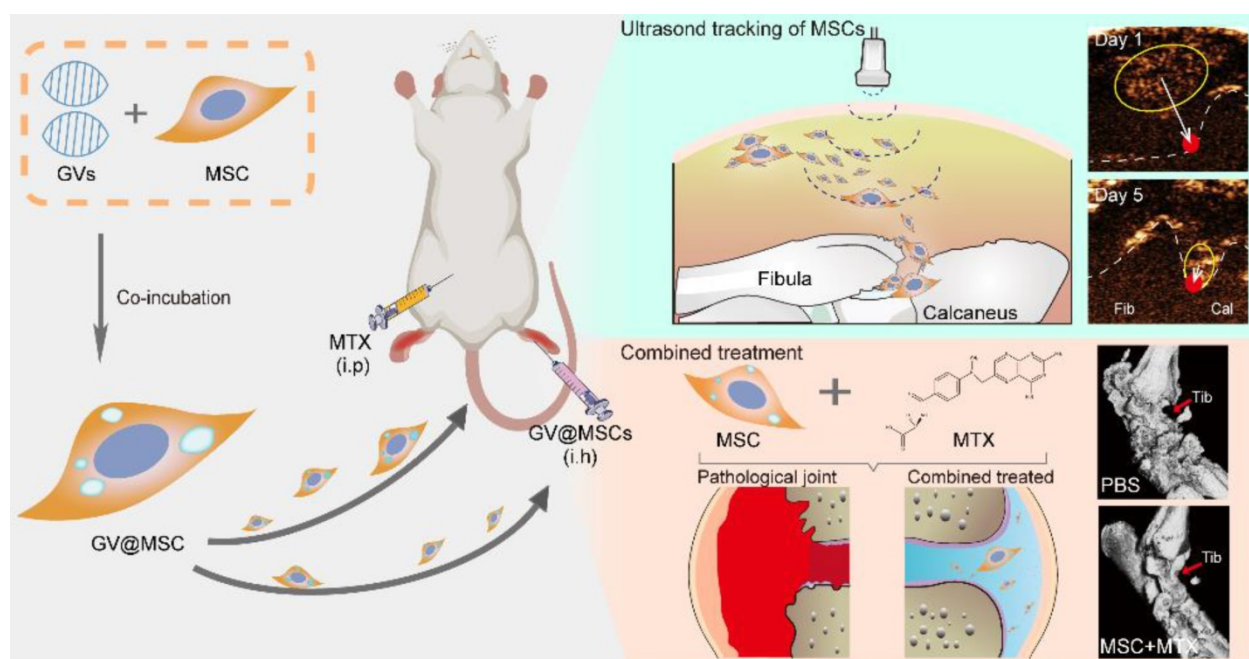 GVs
MSC
Co-incubation
GV@MSC
MTX
(i.p)
GV@MSCs
(i.h)
Ultrasond tracking of MSCs
Fibula
Calcaneus
Day 1
Day 5
Fib
Cal
Combined treatment
MSC
MTX
Pathological joint
Combined treated
Tib
PBS
Tib
MSC+MTX